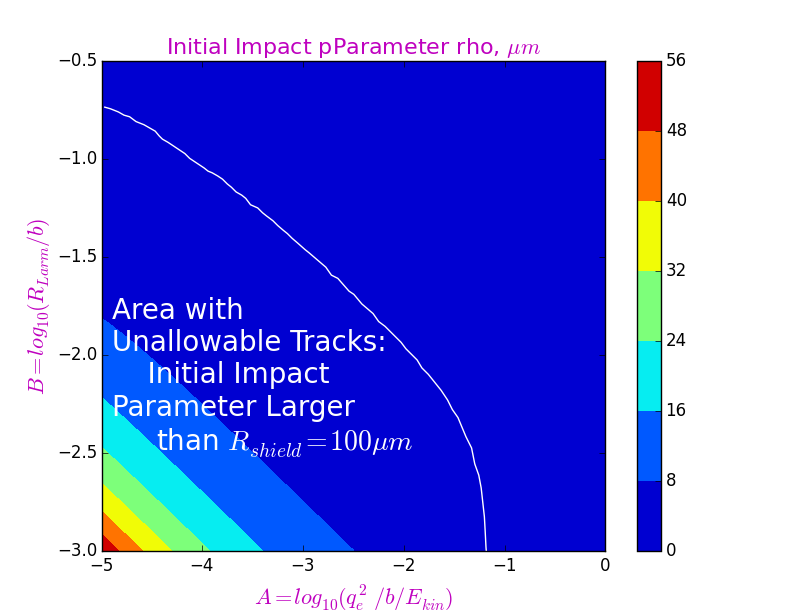 Initial Impact pParameter rho, μm
−0.5
−1.0
−1.5
−2.0
−2.5
−3.0
B=log10(RLarm/b)
Area with
Unallowable Tracks:
Initial Impact
Parameter Larger
than Rshield=100μm
−5
−4
−3
−2
−1
0
A=log10(qe2 /b/Ekin)
56
48
40
32
24
16
8
0